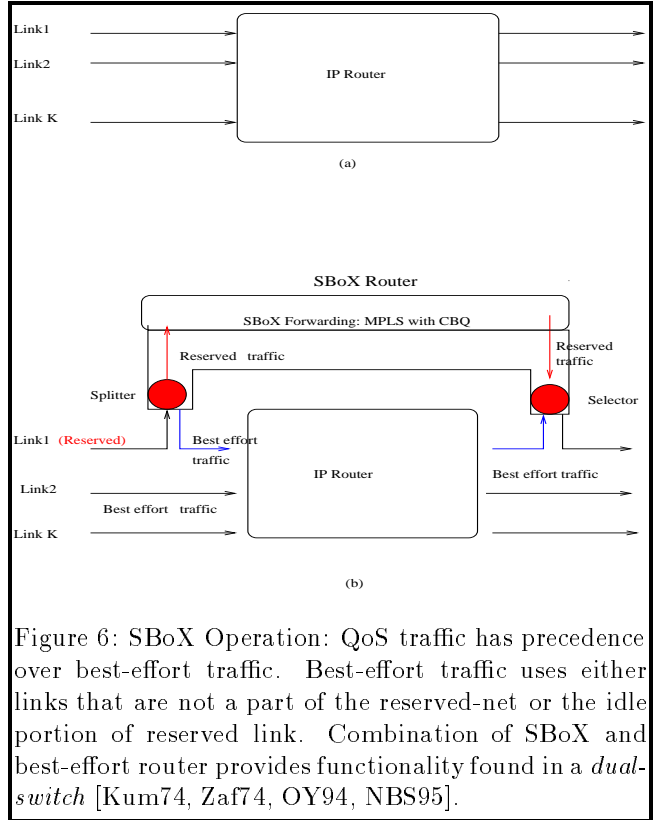 Link1
Link2
IP Router
Link K
(a)
SBoX Router
SBoX Forwarding: MPLS with CBQ
Reserved traffic
Reserved
traffic
Splitter
Selector
Link1 (Reserved)
Best effort
traffic
IP Router
Best effort traffic
Link2
Best effort traffic
Link K
(b)
Figure 6: SBoX Operation: QoS traffic has precedence
over best-effort traffic. Best-effort traffic uses either
links that are not a part of the reserved-net or the idle
portion of reserved link. Combination of SBoX and
best-effort router provides functionality found in a dual-
switch [Kum74, Zaf74, OY94, NBS95].